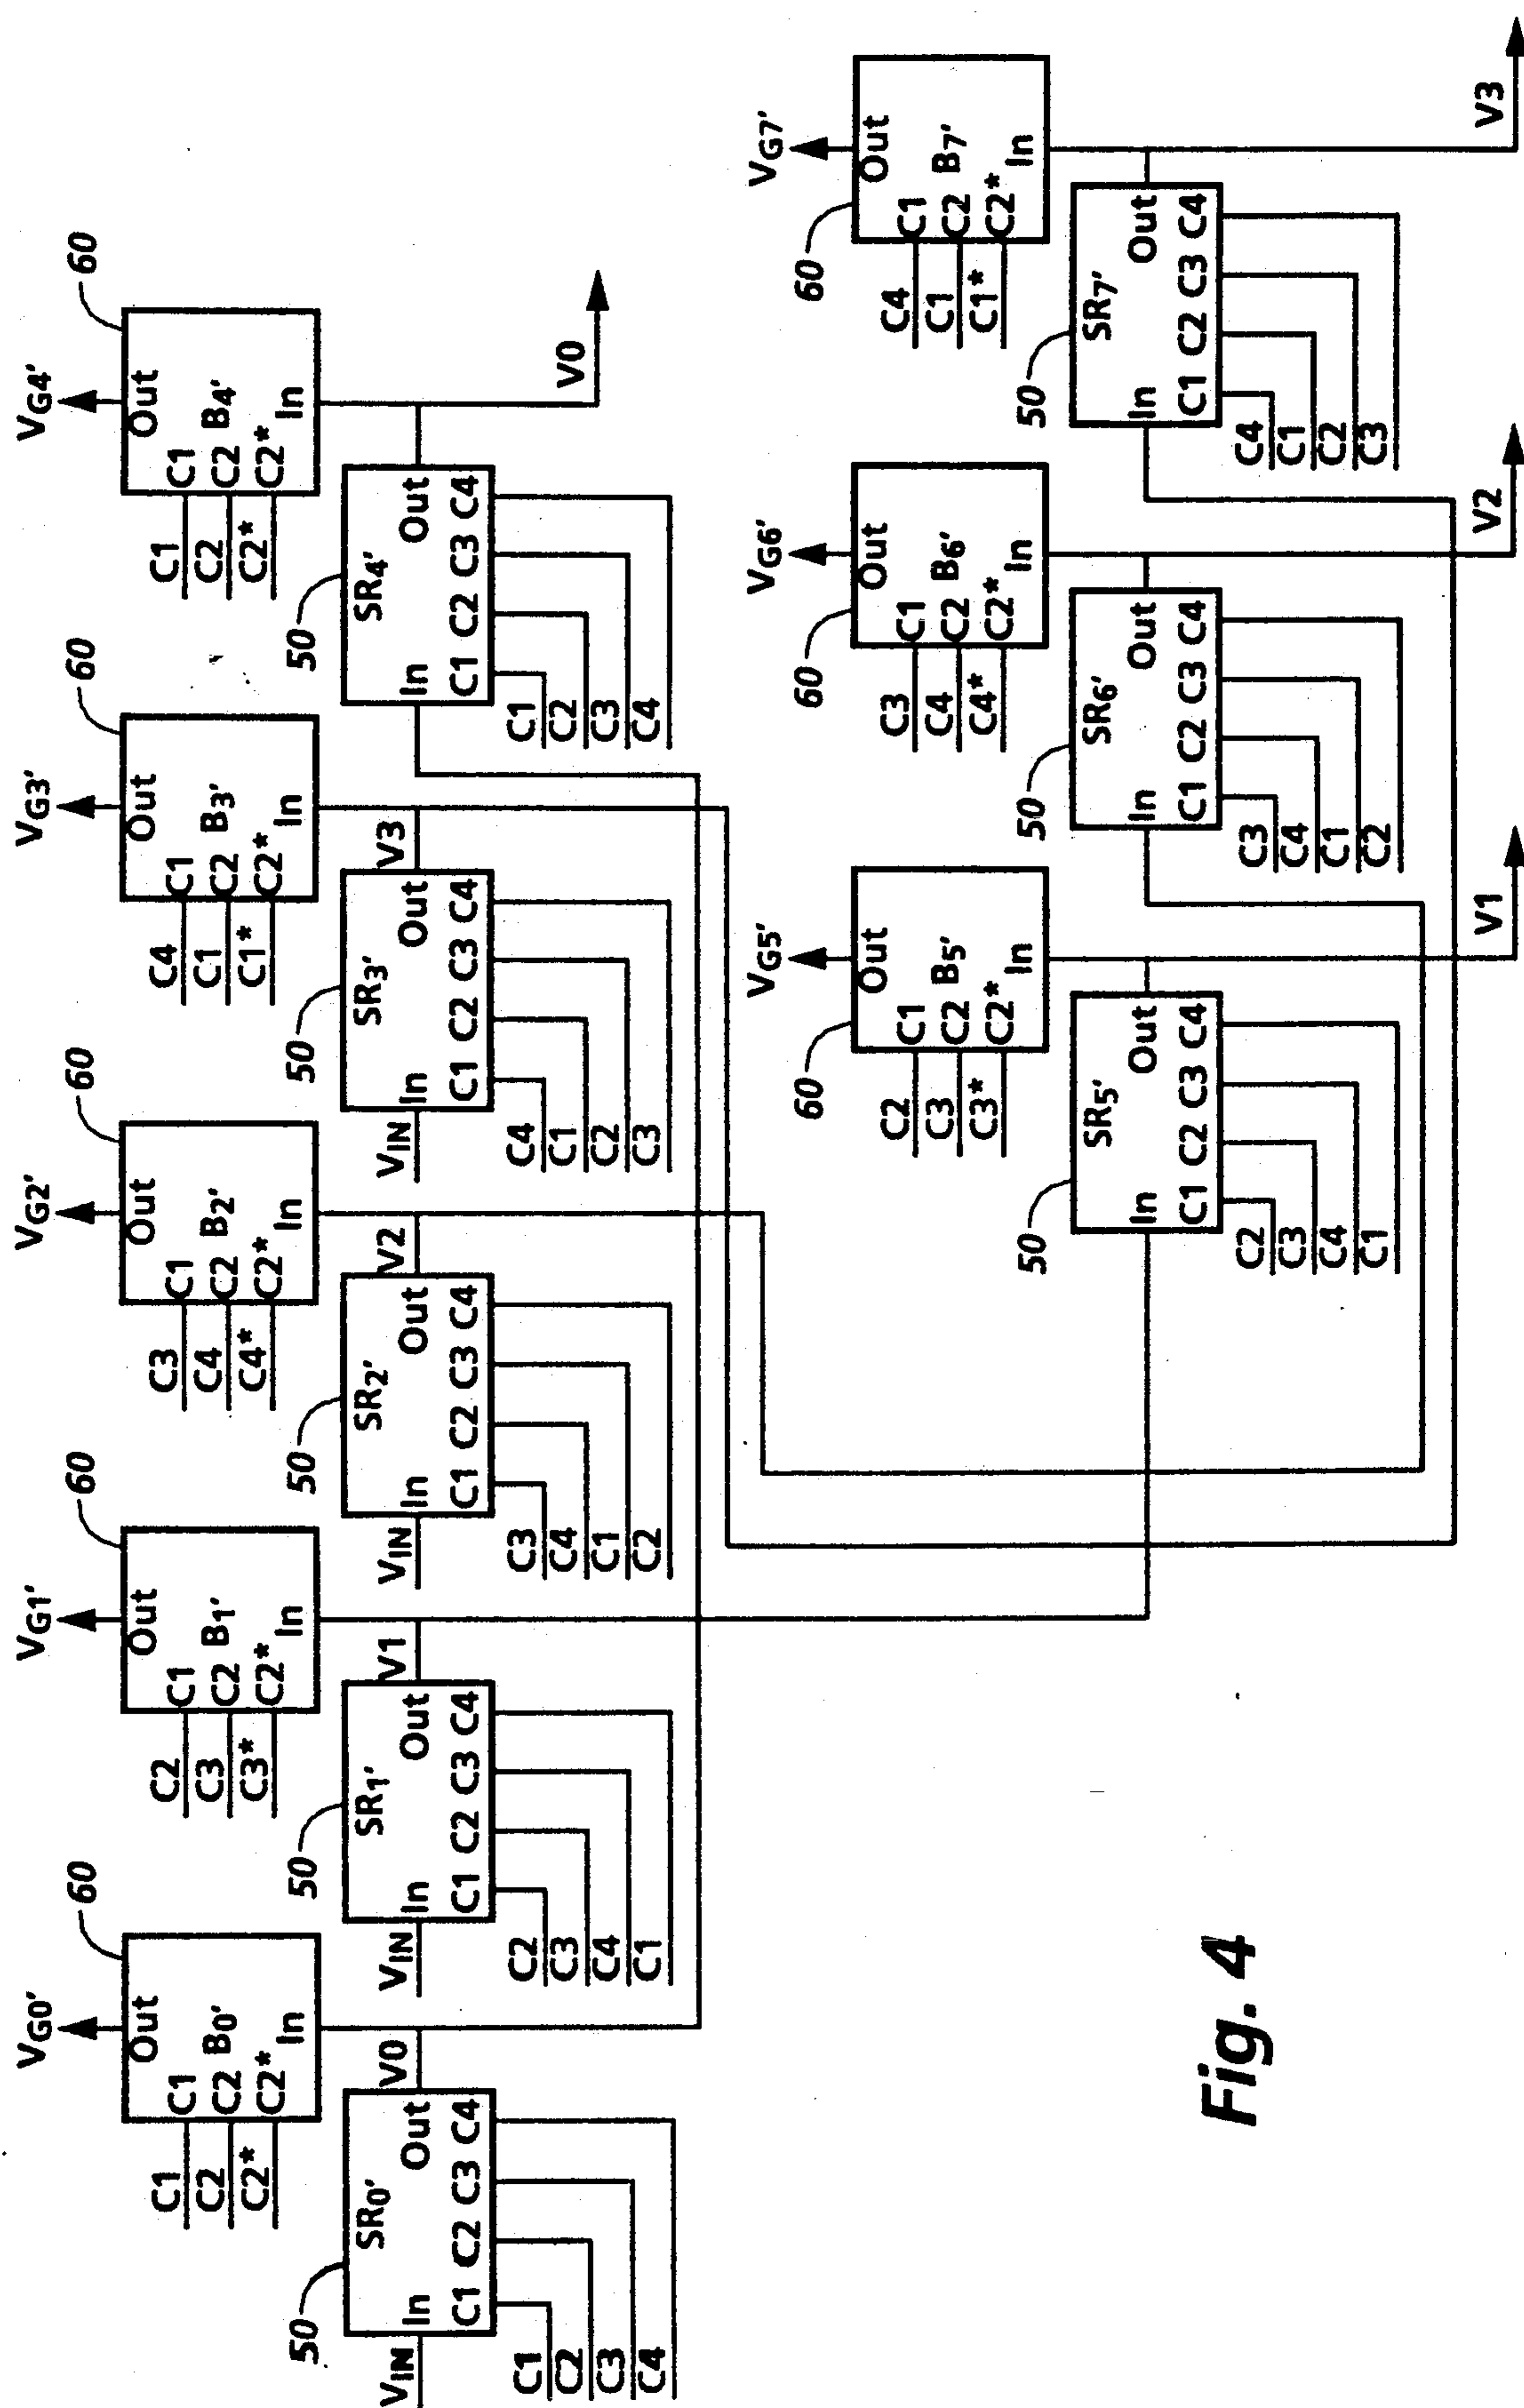 VG0'
60
Out
C1 C1
C2 C2 B0'
C2* C2*
In
50
SR0'
V0
VIN In Out
C1 C2 C3 C4
C1
C2
C3
C4
VG1'
60
Out
C2 C1
C3 C2 B1'
C3* C2*
In
50
SR1'
V1
VIN In Out
C1 C2 C3 C4
C2
C3
C4
C1
VG2'
60
Out
C3 C1
C4 C2 B2'
C4* C2*
In
50
SR2'
V2
VIN In Out
C1 C2 C3 C4
C3
C4
C1
C2
VG3'
60
Out
C4 C1
C1 C2 B3'
C1* C2*
In
50
SR3'
V3
VIN In Out
C1 C2 C3 C4
C4
C1
C2
C3
VG4'
60
Out
C1 C1
C2 C2 B4'
C2* C2*
In
50
SR4'
In Out
C1 C2 C3 C4
C1
C2
C3
C4
V0
VG5'
60
Out
C2 C1
C3 C2 B5'
C3* C2*
In
50
SR5'
In Out
C1 C2 C3 C4
C2
C3
C4
C1
V1
VG6'
60
Out
C3 C1
C4 C2 B6'
C4* C2*
In
50
SR6'
In Out
C1 C2 C3 C4
C3
C4
C1
C2
V2
VG7'
60
Out
C4 C1
C1 C2 B7'
C1* C2*
In
50
SR7'
In Out
C1 C2 C3 C4
C4
C1
C2
C3
V3
Fig. 4